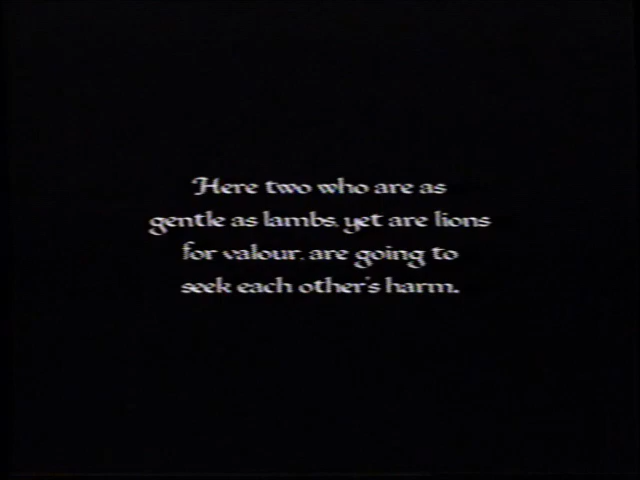 Here two who are as
gentle as lambs, yet are lions
for valour, are going to
seek each other's harm.